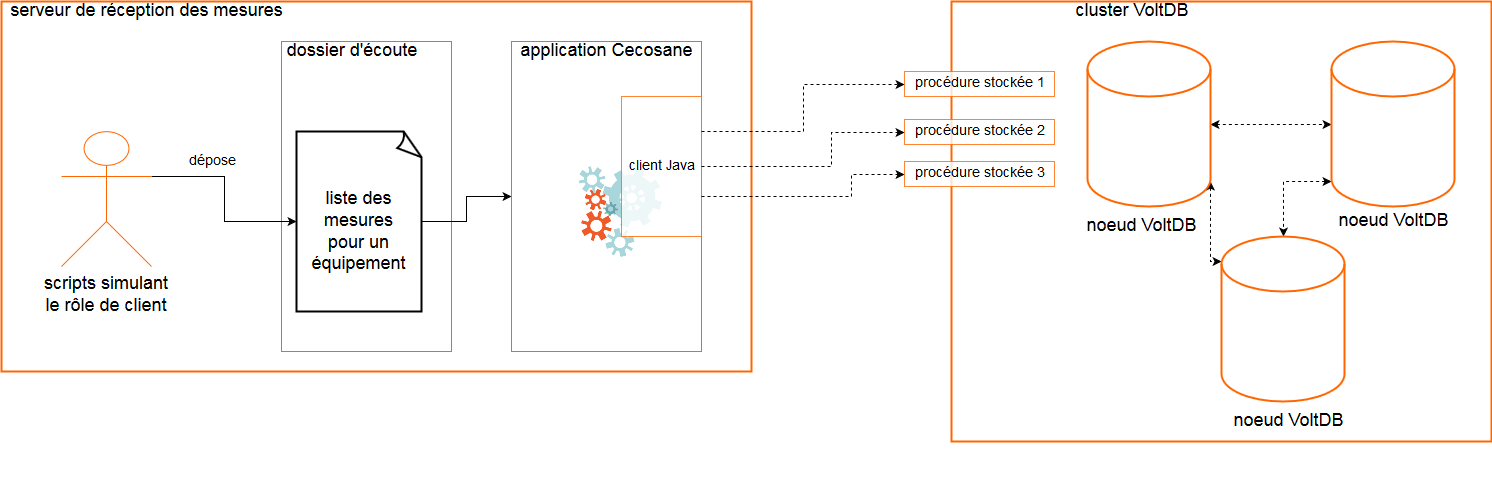 serveur de réception des mesures
dossier d'écoute
application Cecosane
dépose
liste des
mesures
pour un
équipement
scripts simulant
le rôle de client
client Java
cluster VoltDB
procédure stockée 1
procédure stockée 2
procédure stockée 3
noeud VoltDB
noeud VoltDB
noeud VoltDB